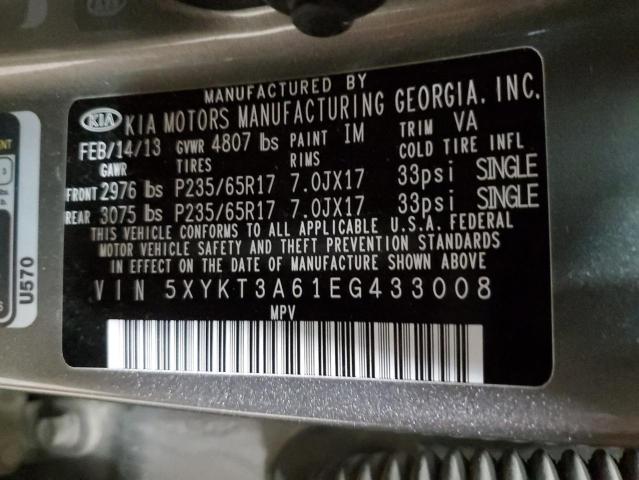 MANUFACTURED BY
KIA KIA MOTORS MANUFACTURING GEORGIA, INC.
FEB/14/13 GVWR 4807 lbs PAINT IM TRIM VA
GAWR TIRES RIMS COLD TIRE INFL
FRONT 2976 lbs P235/65R17 7.0JX17 33psi SINGLE
REAR 3075 lbs P235/65R17 7.0JX17 33psi SINGLE
THIS VEHICLE CONFORMS TO ALL APPLICABLE U.S.A. FEDERAL
MOTOR VEHICLE SAFETY AND THEFT PREVENTION STANDARDS
IN EFFECT ON THE DATE OF MANUFACTURE SHOWN ABOVE.
VIN 5XYKT3A61EG433008
MPV
U570